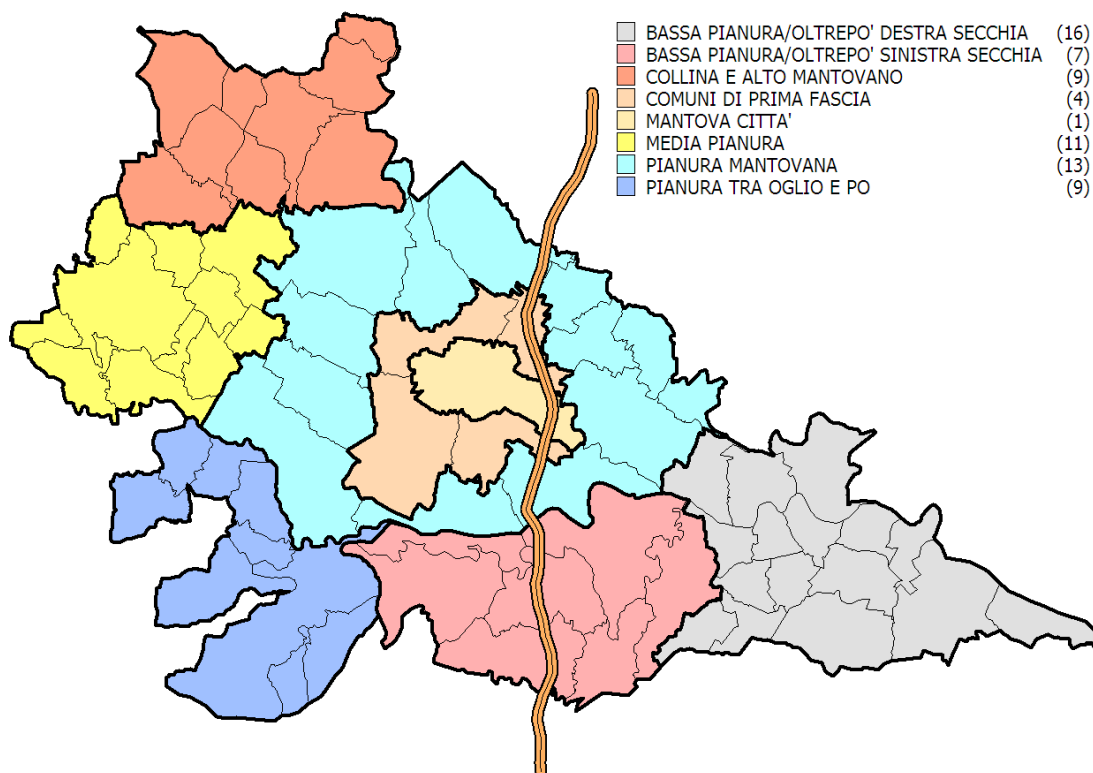 BASSA PIANURA/OLTREPO' DESTRA SECCHIA (16)
BASSA PIANURA/OLTREPO' SINISTRA SECCHIA (7)
COLLINA E ALTO MANTOVANO (9)
COMUNI DI PRIMA FASCIA (4)
MANTOVA CITTA' (1)
MEDIA PIANURA (11)
PIANURA MANTOVANA (13)
PIANURA TRA OGLIO E PO (9)